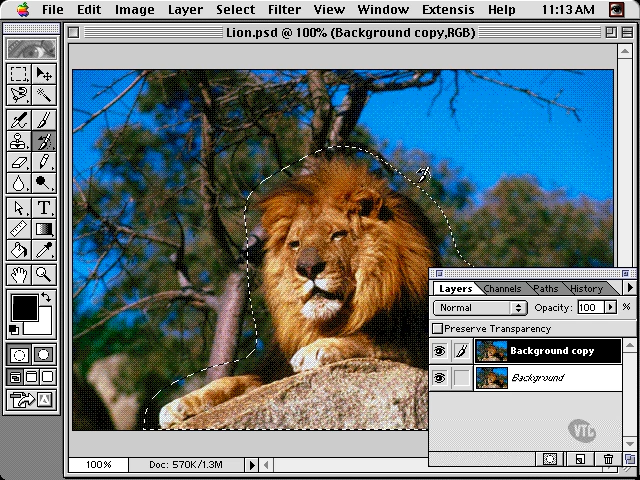 File Edit Image Layer Select Filter View Window Extensis Help 11:13 AM
Lion.psd @ 100% (Background copy,RGB)
T
Layers Channels Paths History
Normal Opacity: 100 %
Preserve Transparency
Background copy
Background
VTC
100% Doc: 570K/1.3M